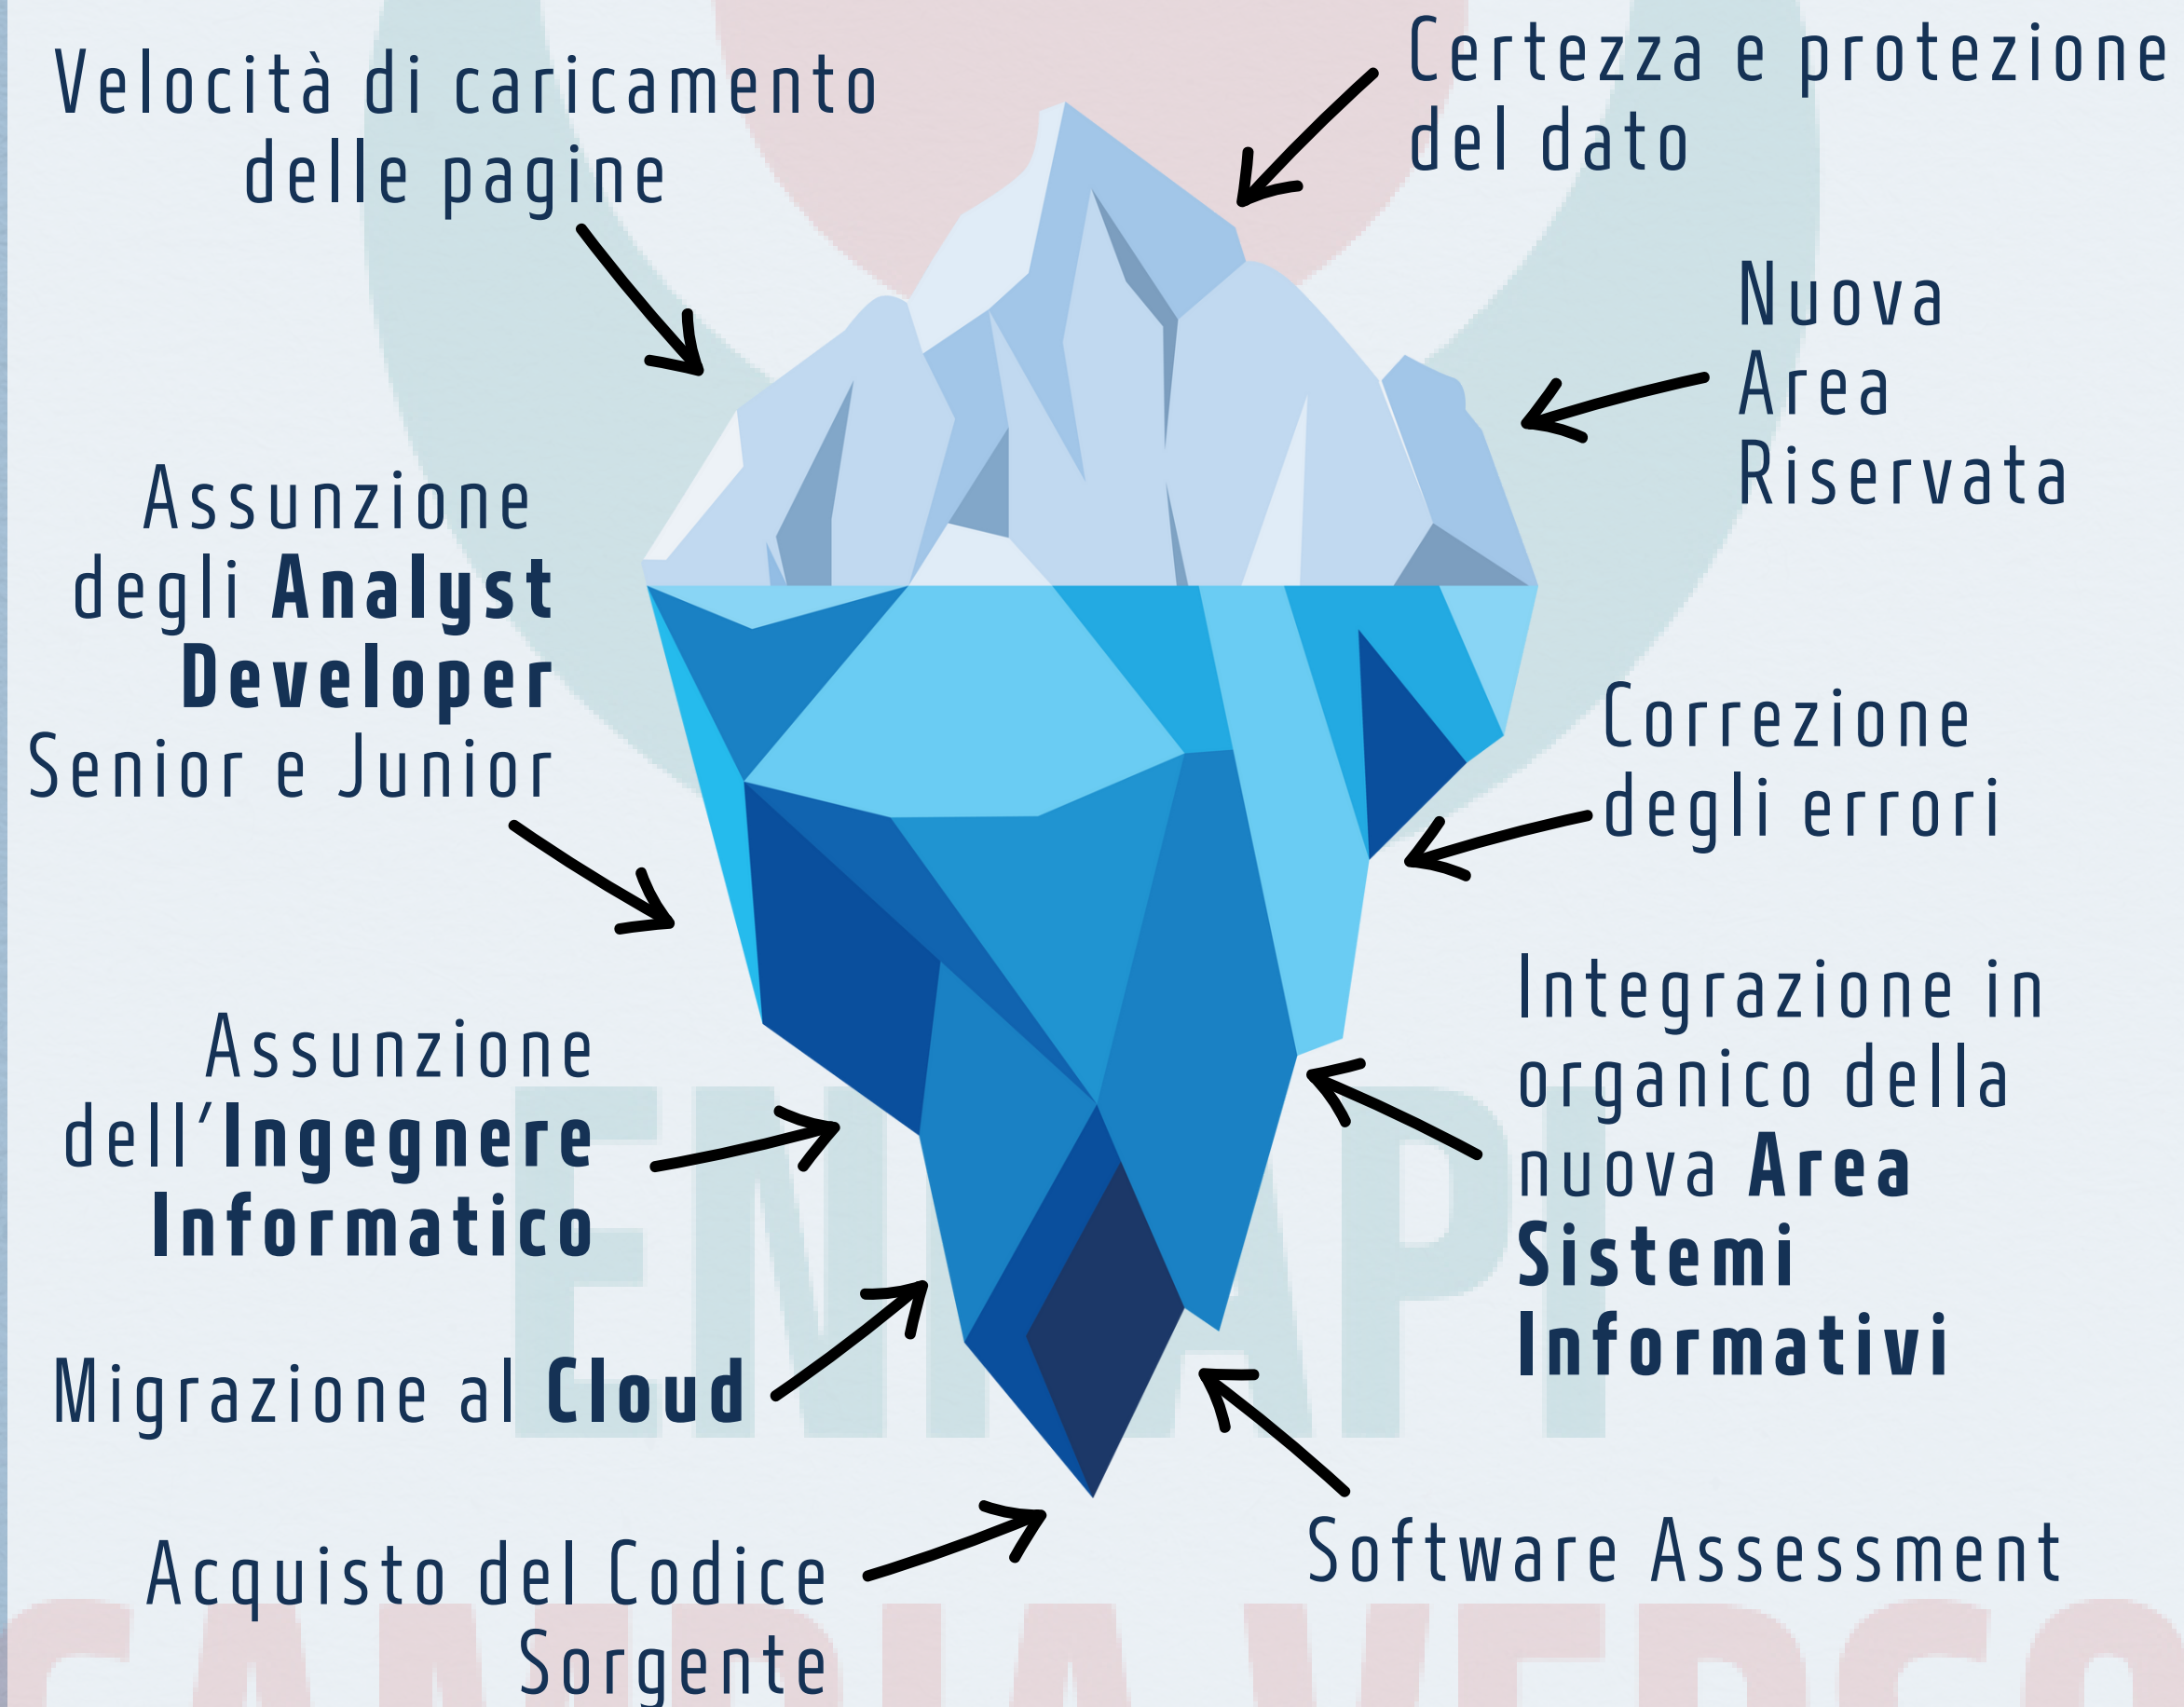 Velocità di caricamento
delle pagine
Certezza e protezione
del dato
Nuova
Area
Riservata
Assunzione
degli Analyst
Developer
Senior e Junior
Correzione
degli errori
Assunzione
dell'Ingegnere
Informatico
Integrazione in
organico della
nuova Area
Sistemi
Informativi
Migrazione al Cloud
Software Assessment
Acquisto del Codice
Sorgente